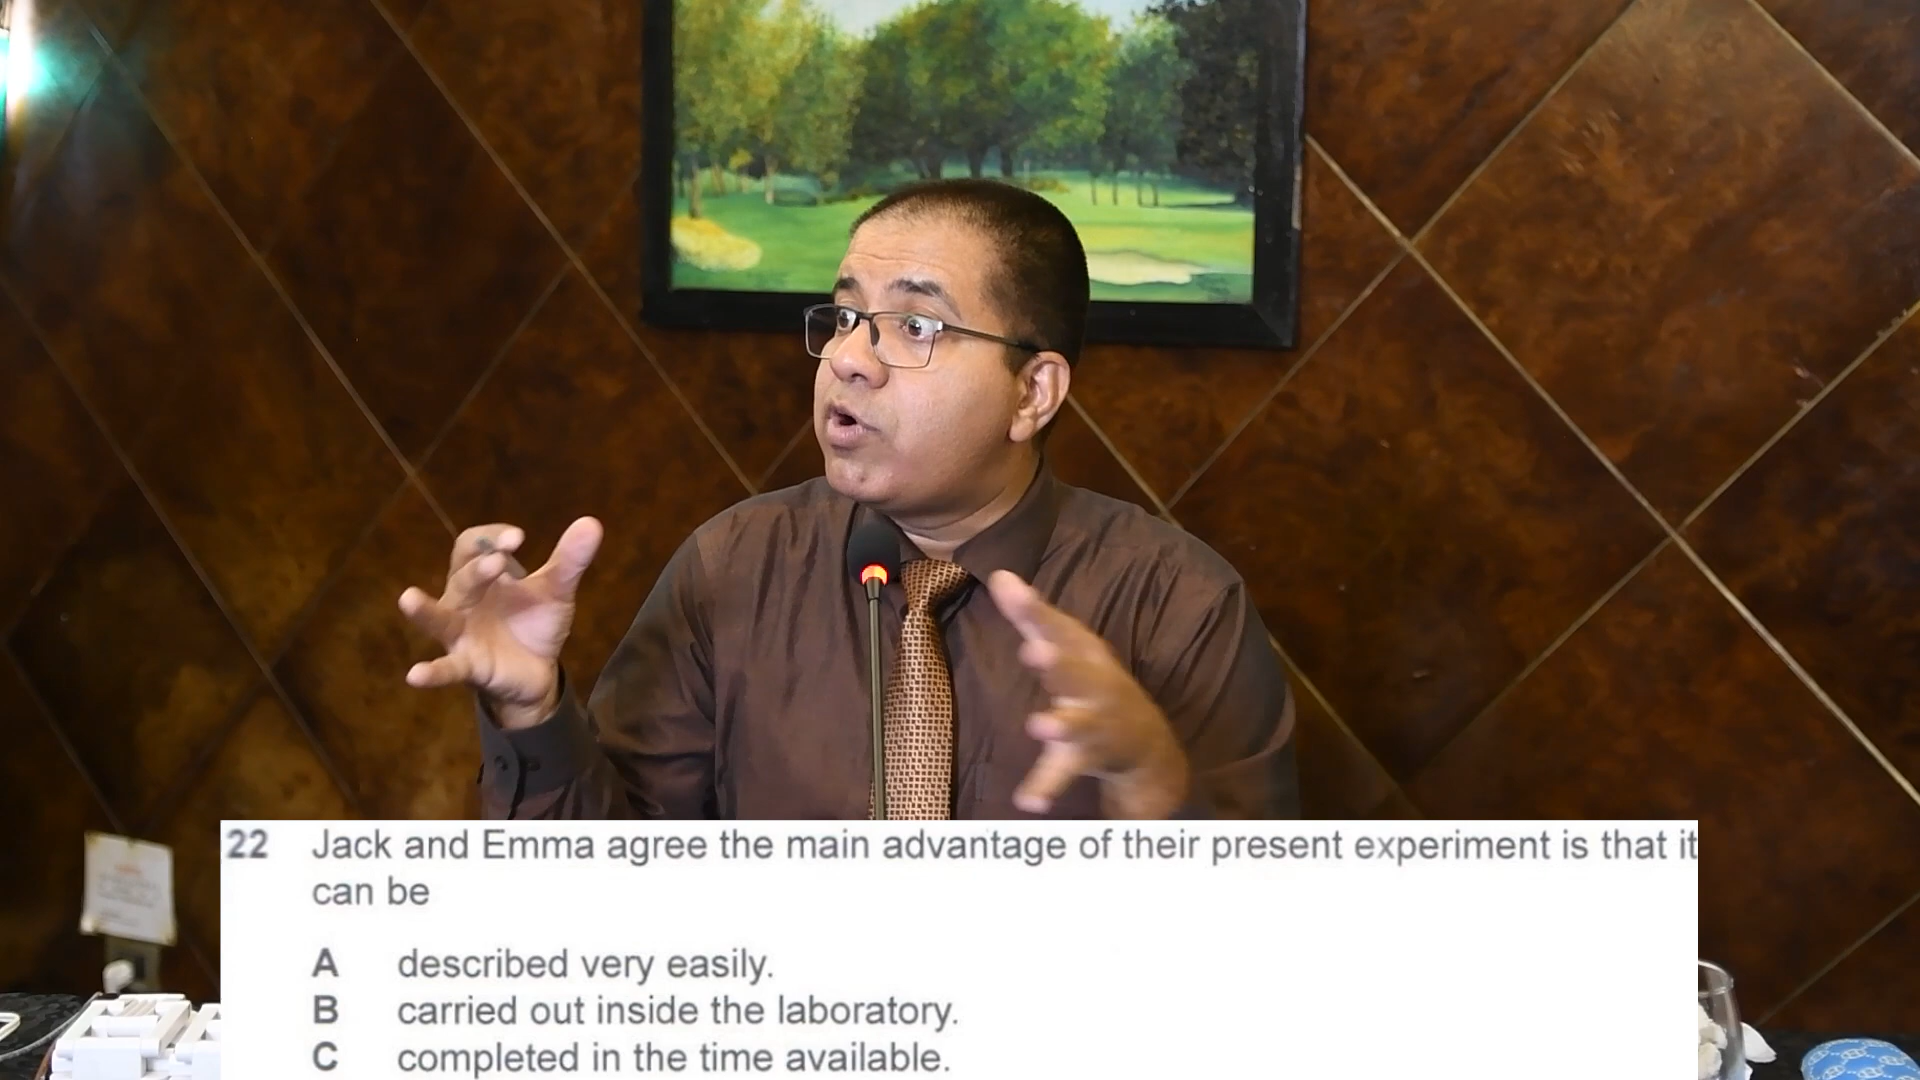 22 Jack and Emma agree the main advantage of their present experiment is that it
can be
A described very easily.
B carried out inside the laboratory.
C completed in the time available.